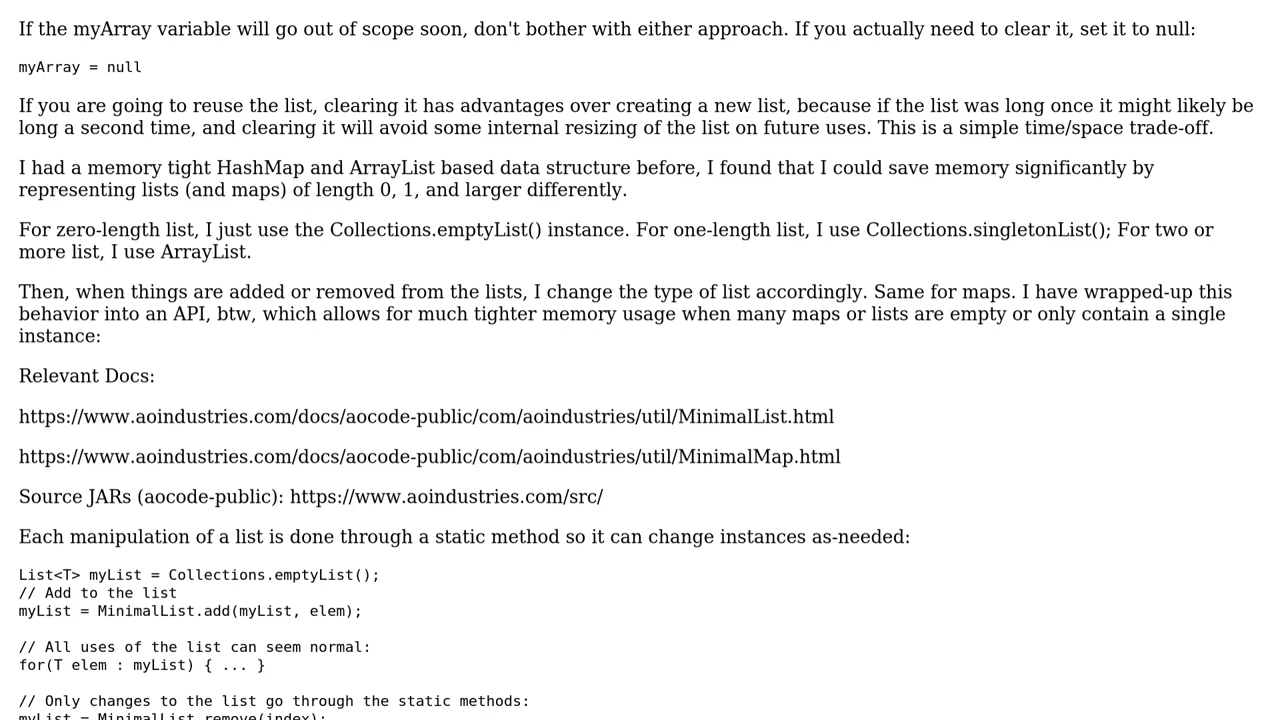 If the myArray variable will go out of scope soon, don't bother with either approach. If you actually need to clear it, set it to null:
myArray = null
If you are going to reuse the list, clearing it has advantages over creating a new list, because if the list was long once it might likely be
long a second time, and clearing it will avoid some internal resizing of the list on future uses. This is a simple time/space trade-off.
I had a memory tight HashMap and ArrayList based data structure before, I found that I could save memory significantly by
representing lists (and maps) of length 0, 1, and larger differently.
For zero-length list, I just use the Collections.emptyList() instance. For one-length list, I use Collections.singletonList(); For two or
more list, I use ArrayList.
Then, when things are added or removed from the lists, I change the type of list accordingly. Same for maps. I have wrapped-up this
behavior into an API, btw, which allows for much tighter memory usage when many maps or lists are empty or only contain a single
instance:
Relevant Docs:
https://www.aoindustries.com/docs/aocode-public/com/aoindustries/util/MinimalList.html
https://www.aoindustries.com/docs/aocode-public/com/aoindustries/util/MinimalMap.html
Source JARs (aocode-public): https://www.aoindustries.com/src/
Each manipulation of a list is done through a static method so it can change instances as-needed:
List<T> myList = Collections.emptyList();
// Add to the list
myList = MinimalList.add(myList, elem);
// All uses of the list can seem normal:
for(T elem : myList) { ... }
// Only changes to the list go through the static methods:
myList = MinimalList.remove(index);